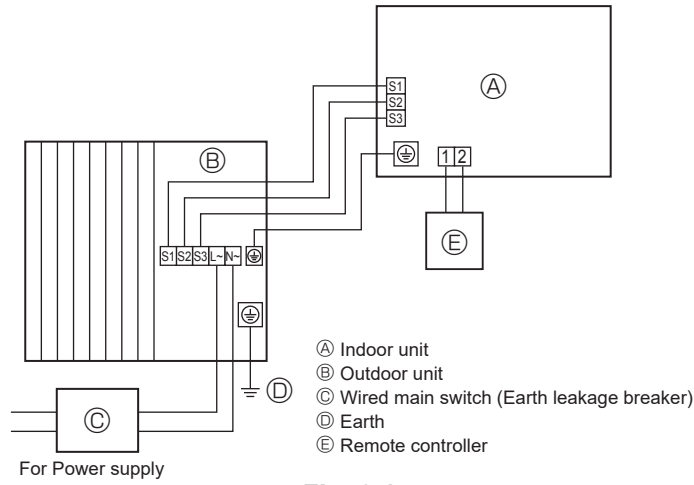 S1
S2
S3
Ⓐ
1 2
Ⓑ
S1 S2 S3 L~ N~
Ⓔ
Ⓓ
Ⓒ
For Power supply
Ⓐ Indoor unit
Ⓑ Outdoor unit
Ⓒ Wired main switch (Earth leakage breaker)
Ⓓ Earth
Ⓔ Remote controller